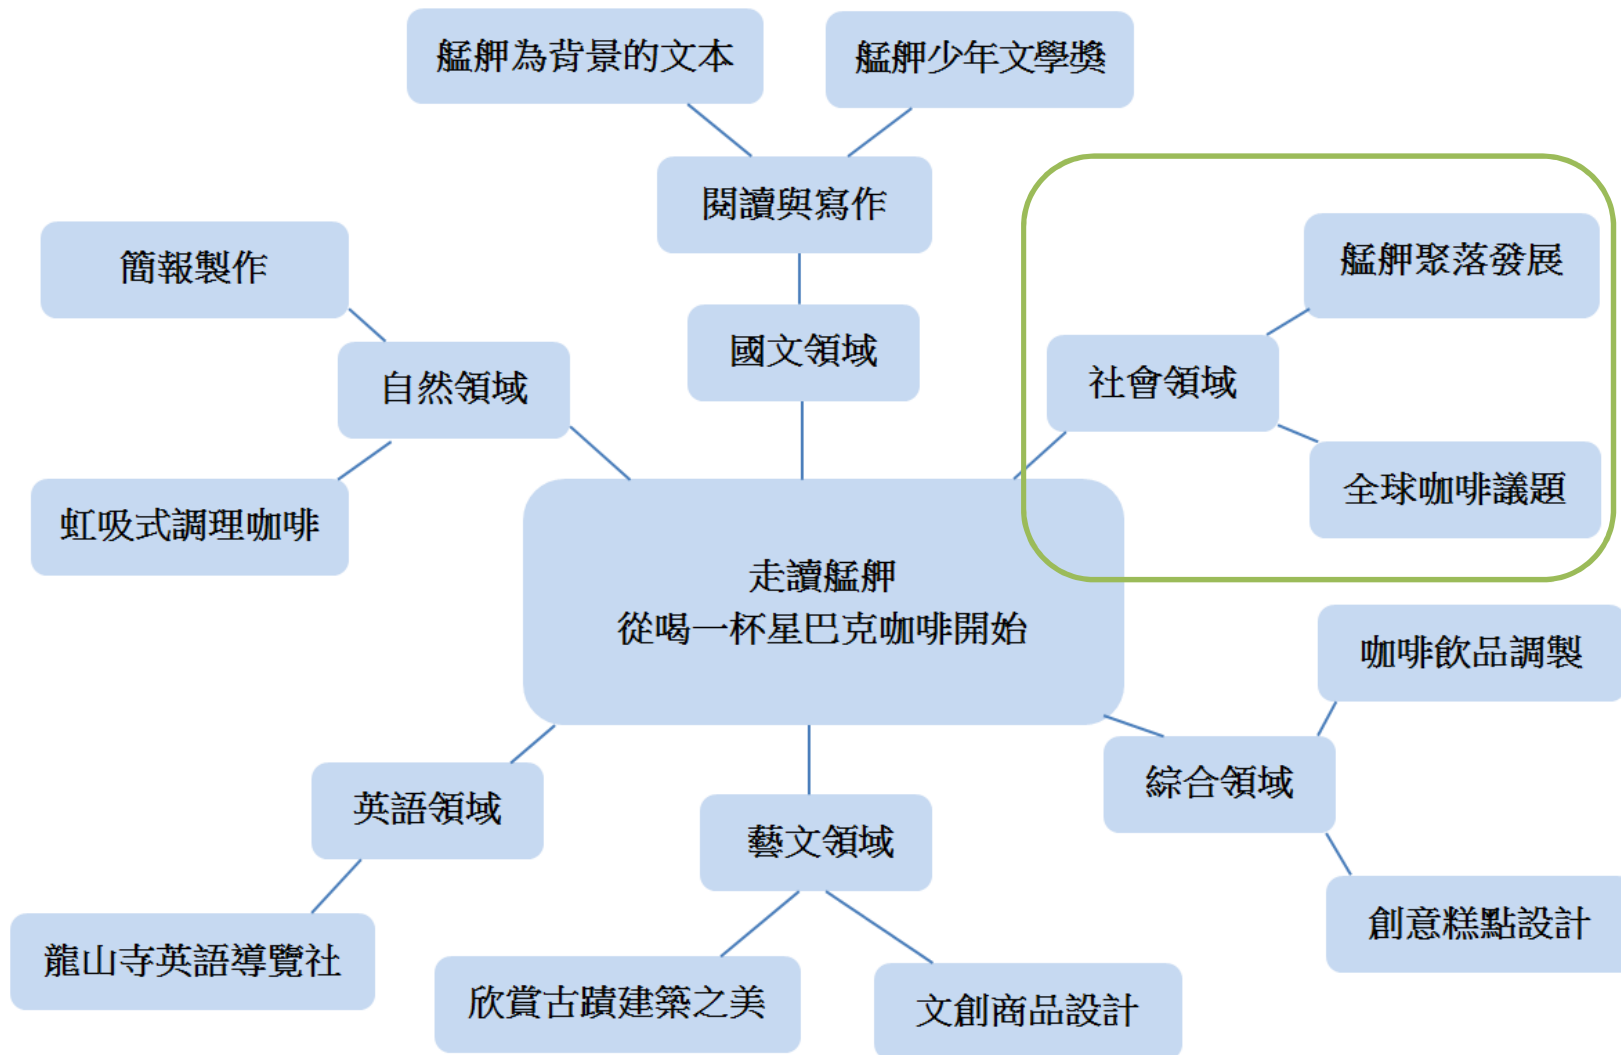 艋舺為背景的文本
艋舺少年文學獎
閱讀與寫作
國文領域
簡報製作
自然領域
虹吸式調理咖啡
艋舺聚落發展
社會領域
全球咖啡議題
走讀艋舺
從喝一杯星巴克咖啡開始
咖啡飲品調製
綜合領域
創意糕點設計
英語領域
龍山寺英語導覽社
藝文領域
欣賞古蹟建築之美
文創商品設計